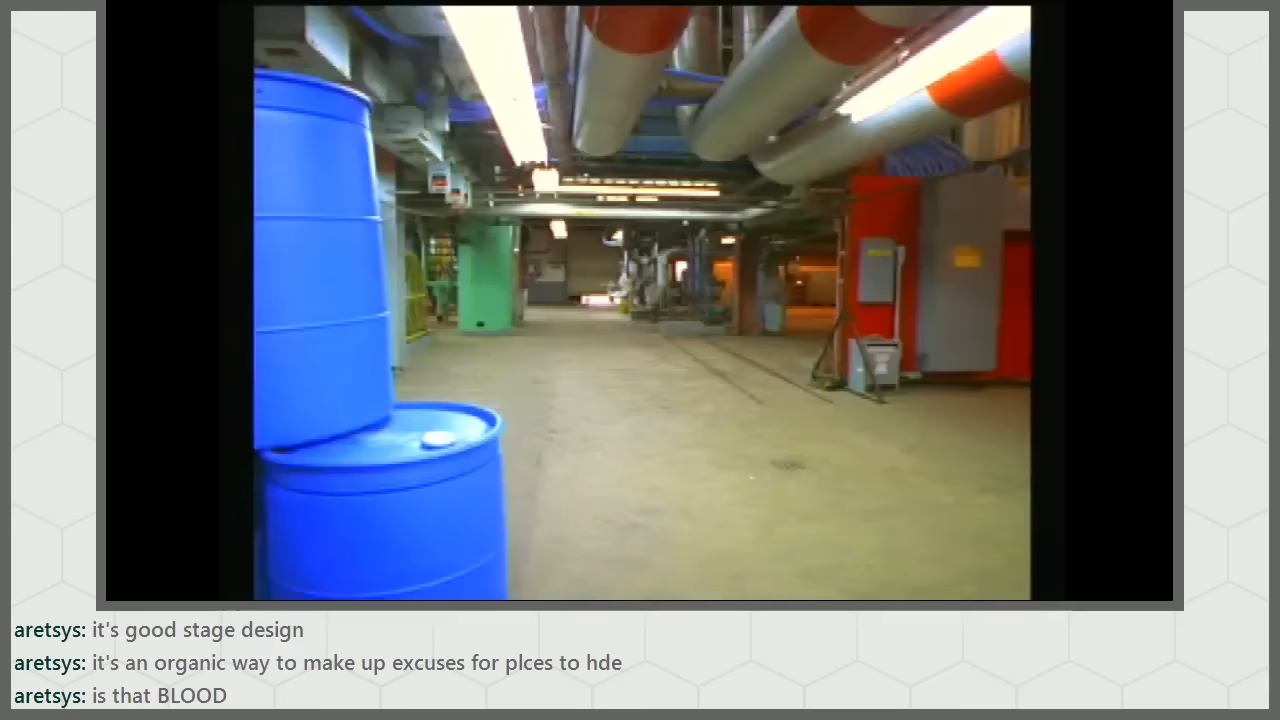 aretsys: it's good stage design
aretsys: it's an organic way to make up excuses for plces to hde
aretsys: is that BLOOD